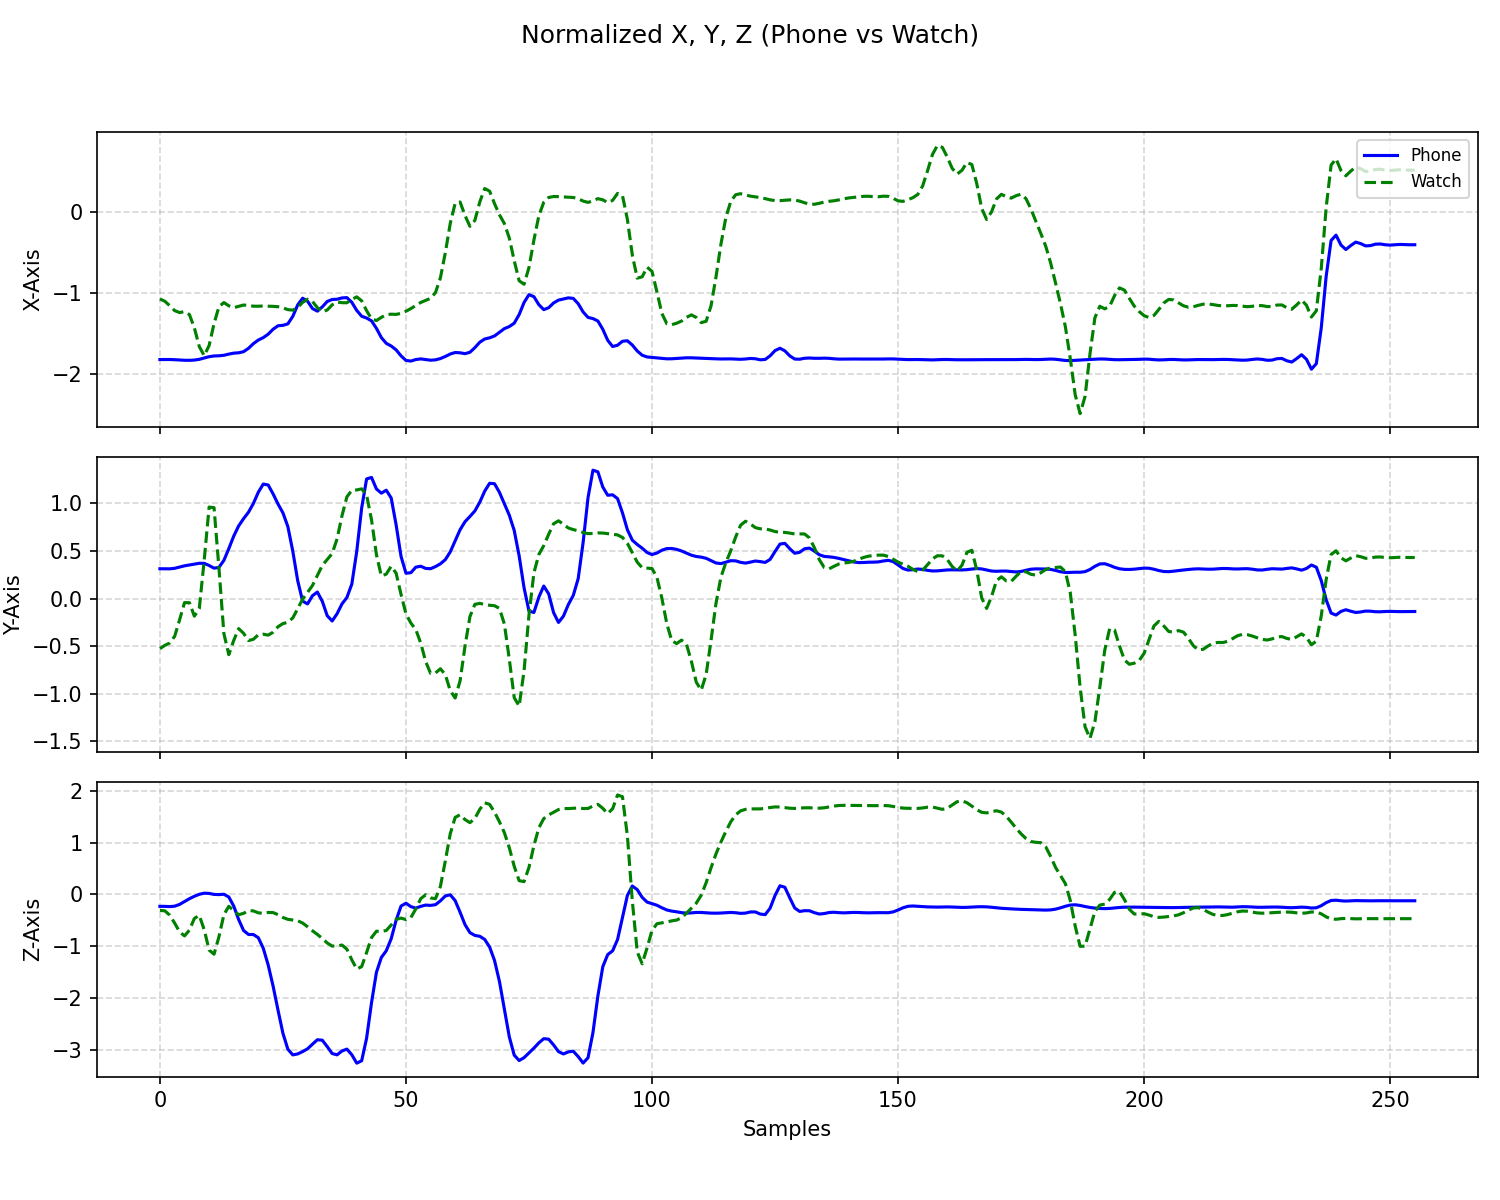 Normalized X, Y, Z (Phone vs Watch)
X-Axis
0
−1
−2
Phone
Watch
Y-Axis
1.0
0.5
0.0
−0.5
−1.0
−1.5
Z-Axis
2
1
0
−1
−2
−3
0 50 100 150 200 250
Samples